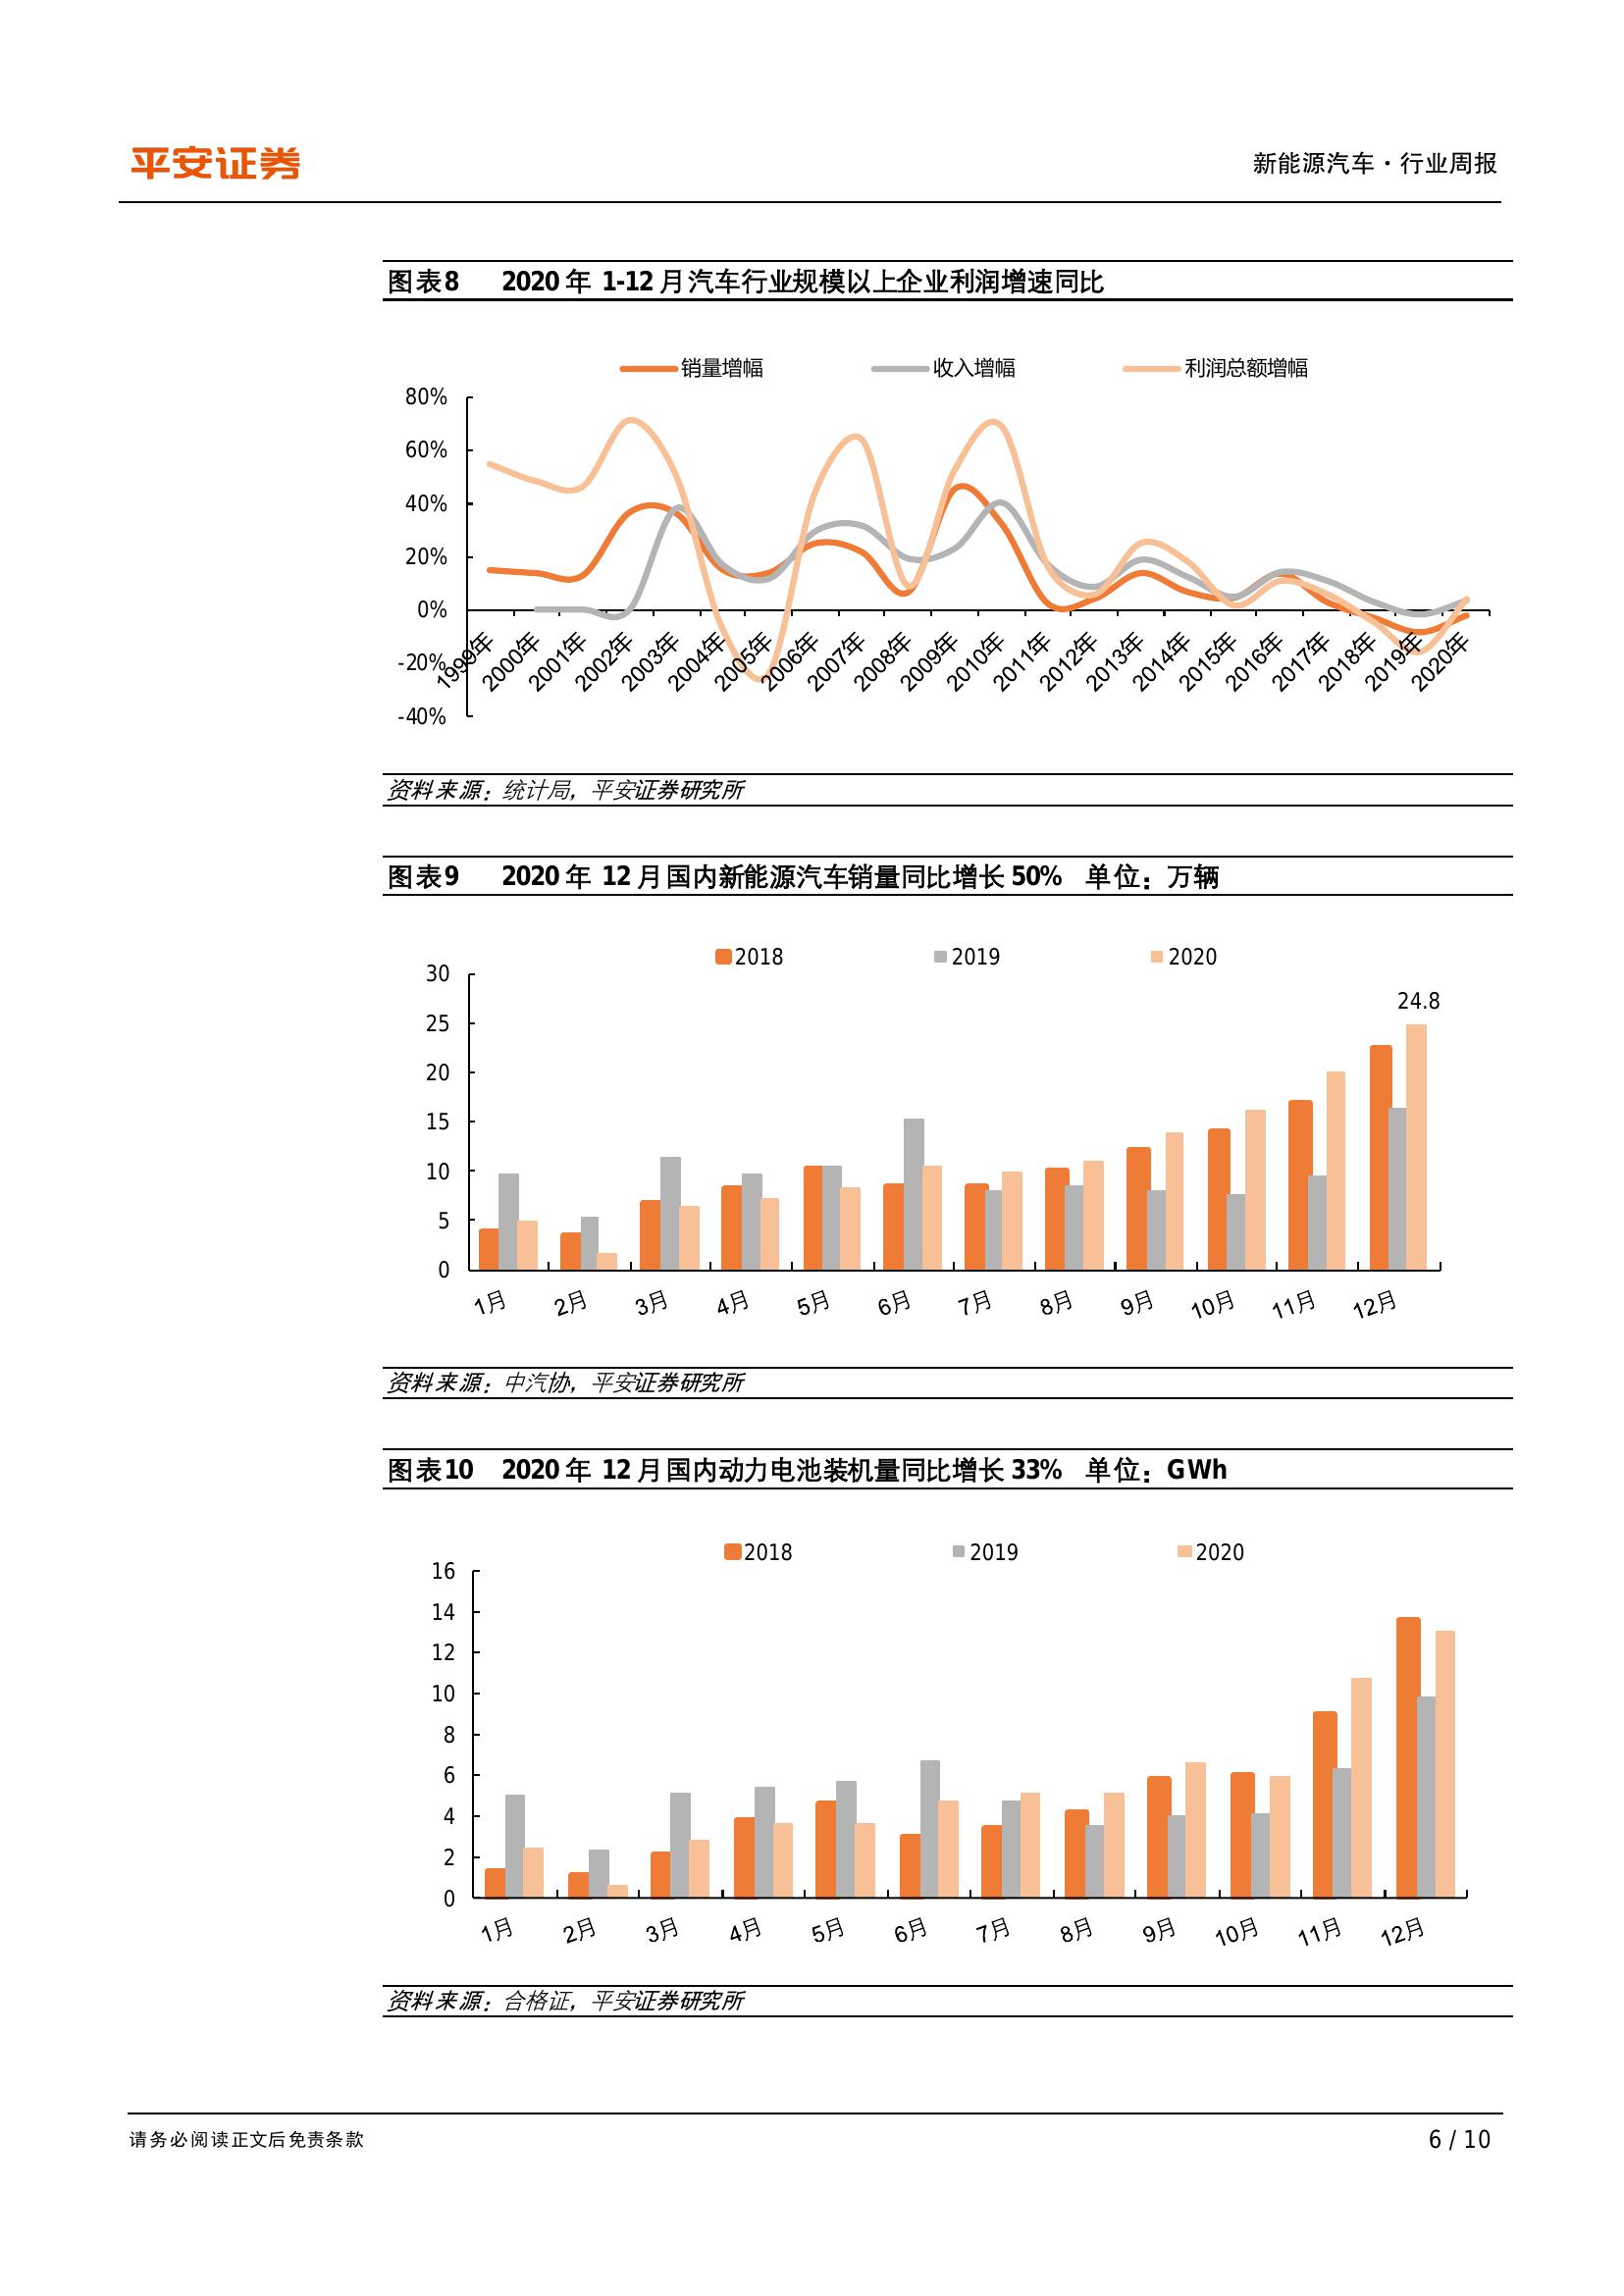 平安证券
新能源汽车·行业周报
图表8 2020 年 1-12 月汽车行业规模以上企业利润增速同比
销量增幅 收入增幅 利润总额增幅
80%
60%
40%
20%
0%
-20%
-40%
1999年 2000年 2001年 2002年 2003年 2004年 2005年 2006年 2007年 2008年 2009年 2010年 2011年 2012年 2013年 2014年 2015年 2016年 2017年 2018年 2019年 2020年
资料来源：统计局，平安证券研究所
图表9 2020 年 12 月国内新能源汽车销量同比增长 50% 单位：万辆
2018 2019 2020
30
25
20
15
10
5
0
24.8
1月 2月 3月 4月 5月 6月 7月 8月 9月 10月 11月 12月
资料来源：中汽协，平安证券研究所
图表10 2020 年 12 月国内动力电池装机量同比增长 33% 单位：GWh
2018 2019 2020
16
14
12
10
8
6
4
2
0
1月 2月 3月 4月 5月 6月 7月 8月 9月 10月 11月 12月
资料来源：合格证，平安证券研究所
请务必阅读正文后免责条款
6 / 10